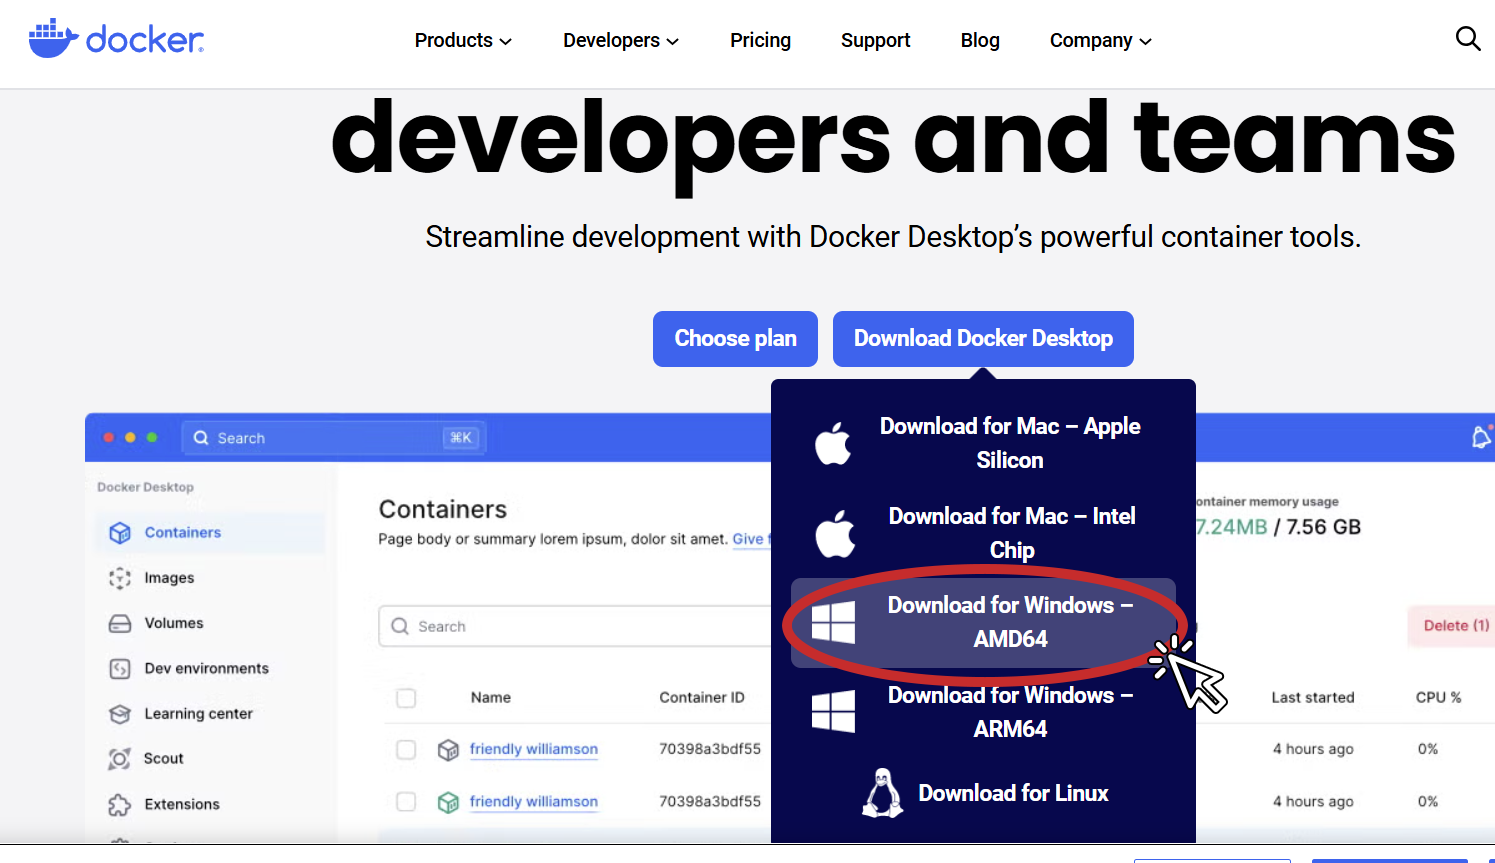 docker
Products
Developers
Pricing
Support
Blog
Company
developers and teams
Streamline development with Docker Desktop’s powerful container tools.
Choose plan
Download Docker Desktop
Download for Mac – Apple
Silicon
Download for Mac – Intel
Chip
Download for Windows –
AMD64
Download for Windows –
ARM64
Download for Linux
Search
⌘K
Docker Desktop
Containers
Images
Volumes
Dev environments
Learning center
Scout
Extensions
Containers
Page body or summary lorem ipsum, dolor sit amet. Give f
ontainer memory usage
7.24MB / 7.56 GB
Search
Delete (1)
Name Container ID Last started CPU %
friendly williamson 70398a3bdf55 4 hours ago 0%
friendly williamson 70398a3bdf55 4 hours ago 0%